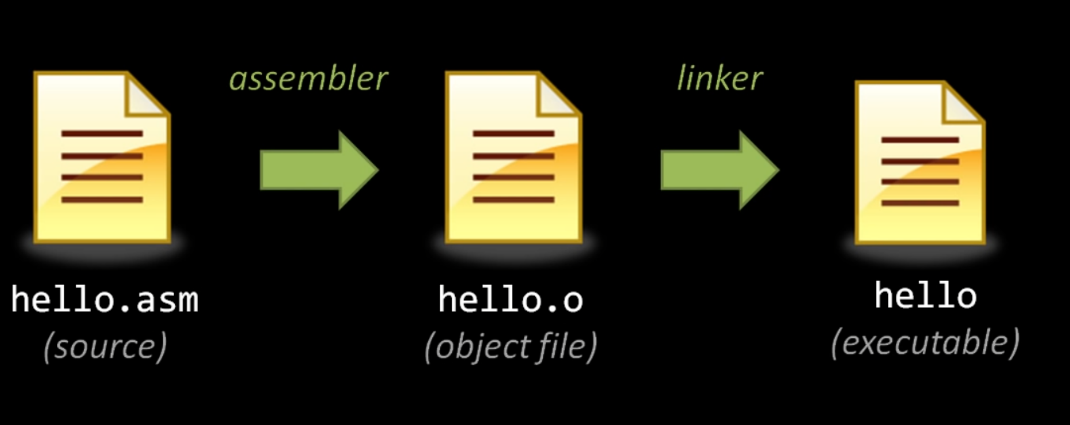 assembler
linker
hello.asm
(source)
hello.o
(object file)
hello
(executable)